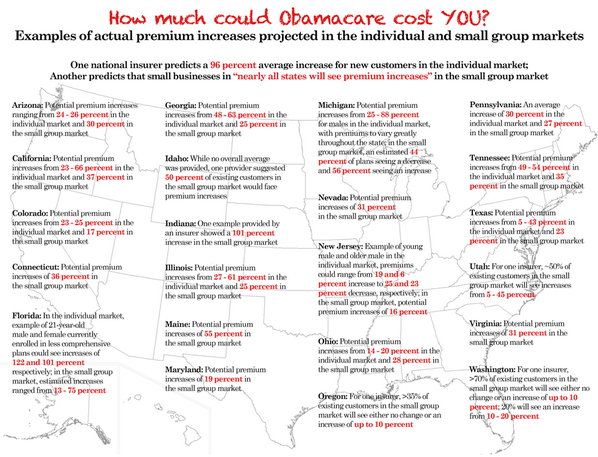 How much could Obamacare cost YOU?
Examples of actual premium increases projected in the individual and small group markets
One national insurer predicts a 96 percent average increase for new customers in the individual market;
Another predicts that small businesses in “nearly all states will see premium increases” in the small group market
Arizona: Potential premium increases
ranging from 24 - 26 percent in the
individual market and 30 percent in
the small group market
California: Potential premium
increases from 23 - 66 percent in the
individual market and 37 percent in
the small group market
Colorado: Potential premium
increases from 23 - 25 percent in the
individual market and 17 percent in
the small group market
Connecticut: Potential premium
increases of 36 percent in
the small group market
Florida: In the individual market,
example of 21-year-old
male and female currently
enrolled in less comprehensive
plans could see increases of
122 and 101 percent
respectively; in the small group
market, estimated increases
ranged from 13 - 75 percent
Georgia: Potential premium
increases from 48 - 63 percent in the
individual market and 25 percent in
the small group market
Idaho: While no overall average
was provided, one provider suggested
50 percent of existing customers in
the small group market would face
premium increases
Indiana: One example provided by
an insurer showed a 101 percent
increase in the small group market
Illinois: Potential premium
increases from 27 - 61 percent in the
individual market and 25 percent in
the small group market
Maine: Potential premium
increases of 55 percent in
the small group market
Maryland: Potential premium
increases of 19 percent in
the small group market
Michigan: Potential premium
increases from 25 - 88 percent
for males in the individual market,
with premiums to vary greatly
throughout the state; in the small
group market, an estimated 44
percent of plans seeing a decrease
and 56 percent seeing an increase
Nevada: Potential premium
increases of 31 percent
in the small group market
New Jersey: Example of young
male and older male in the
individual market, premiums
could range from 19 and 6
percent increase to 25 and 23
percent decrease, respectively; in
the small group market, potential
premium increases of 16 percent
Ohio: Potential premium
increases from 14 - 20 percent in the
individual market and 28 percent in
the small group market
Oregon: For one insurer, >35% of
existing customers in the small group
market will see either no change or an
increase of up to 10 percent
Pennsylvania: An average
increase of 30 percent in the
individual market and 27 percent
in the small group market
Tennessee: Potential premium
increases from 49 - 54 percent in
the individual market and 35
percent in the small group market
Texas: Potential premium
increases from 5 - 43 percent in
the individual market and 23
percent in the small group market
Utah: For one insurer, ~50% of
existing customers in the small
group market will see increases
from 5 - 45 percent
Virginia: Potential premium
increases of 31 percent in
the small group market
Washington: For one insurer,
>70% of existing customers in the
small group market will see either no
change or an increase of up to 10
percent; 20% will see an increase
from 10 - 20 percent